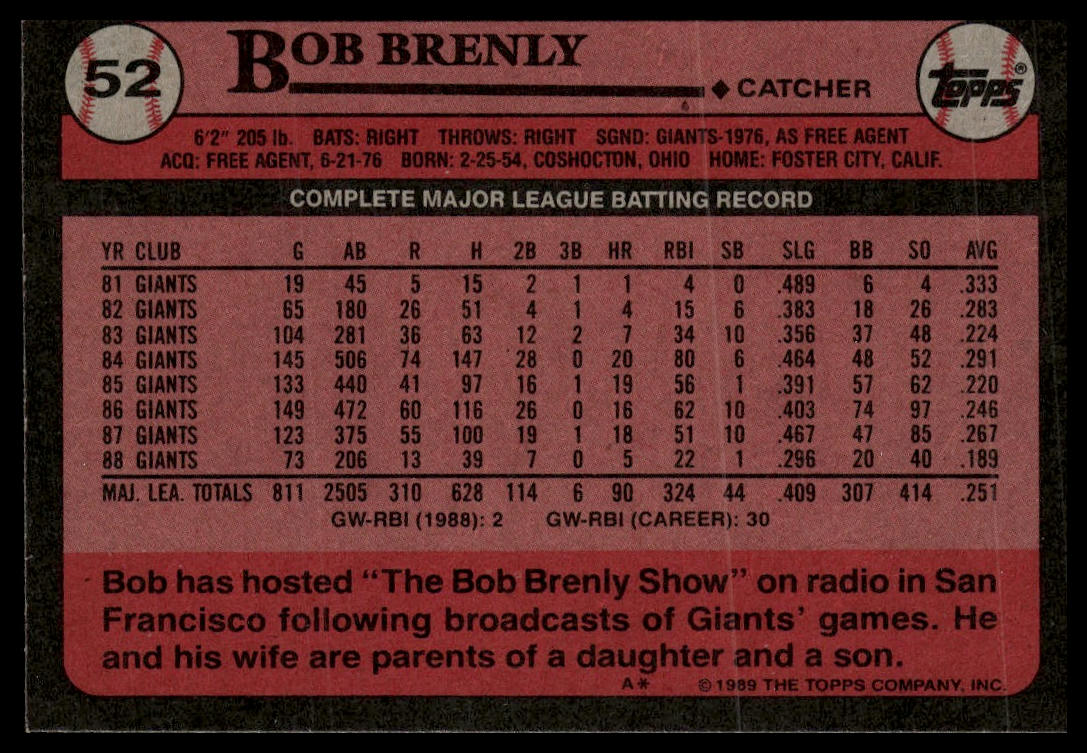 52
BOB BRENLY
◆ CATCHER
TOPPS®
6'2" 205 lb. BATS: RIGHT THROWS: RIGHT SGND: GIANTS-1976, AS FREE AGENT
ACQ: FREE AGENT, 6-21-76 BORN: 2-25-54, COSHOCTON, OHIO HOME: FOSTER CITY, CALIF.
COMPLETE MAJOR LEAGUE BATTING RECORD
YR CLUB G AB R H 2B 3B HR RBI SB SLG BB SO AVG
81 GIANTS 19 45 5 15 2 1 1 4 0 .489 6 4 .333
82 GIANTS 65 180 26 51 4 1 4 15 6 .383 18 26 .283
83 GIANTS 104 281 36 63 12 2 7 34 10 .356 37 48 .224
84 GIANTS 145 506 74 147 28 0 20 80 6 .464 48 52 .291
85 GIANTS 133 440 41 97 16 1 19 56 1 .391 57 62 .220
86 GIANTS 149 472 60 116 26 0 16 62 10 .403 74 97 .246
87 GIANTS 123 375 55 100 19 1 18 51 10 .467 47 85 .267
88 GIANTS 73 206 13 39 7 0 5 22 1 .296 20 40 .189
MAJ. LEA. TOTALS 811 2505 310 628 114 6 90 324 44 .409 307 414 .251
GW-RBI (1988): 2 GW-RBI (CAREER): 30
Bob has hosted "The Bob Brenly Show" on radio in San
Francisco following broadcasts of Giants' games. He
and his wife are parents of a daughter and a son.
A* © 1989 THE TOPPS COMPANY, INC.